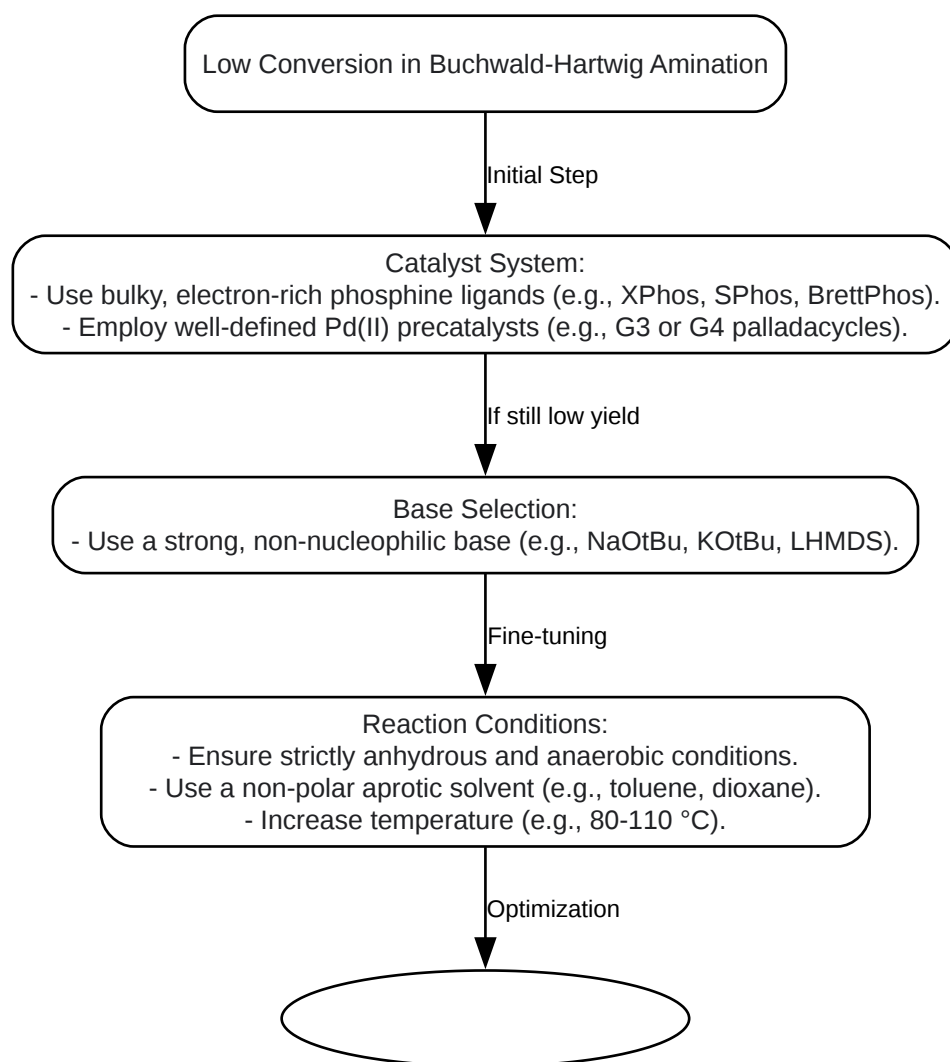 Low Conversion in Buchwald-Hartwig Amination
Initial Step
Catalyst System:
- Use bulky, electron-rich phosphine ligands (e.g., XPhos, SPhos, BrettPhos).
- Employ well-defined Pd(II) precatalysts (e.g., G3 or G4 palladacycles).
If still low yield
Base Selection:
- Use a strong, non-nucleophilic base (e.g., NaOtBu, KOtBu, LHMDS).
Fine-tuning
Reaction Conditions:
- Ensure strictly anhydrous and anaerobic conditions.
- Use a non-polar aprotic solvent (e.g., toluene, dioxane).
- Increase temperature (e.g., 80-110 °C).
Optimization